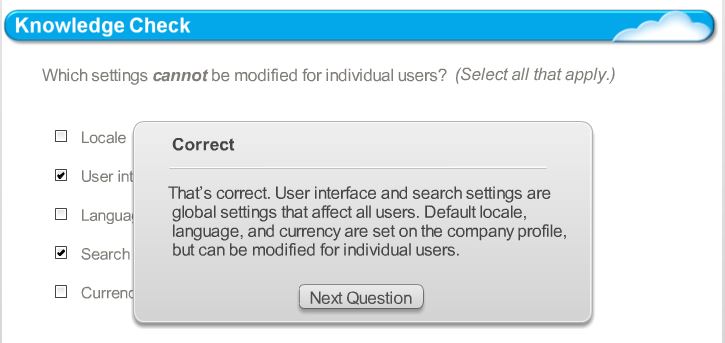 Knowledge Check
Which settings cannot be modified for individual users? (Select all that apply.)
Locale
Correct
User int
That's correct. User interface and search settings are
global settings that affect all users. Default locale,
Langua
language, and currency are set on the company profile,
but can be modified for individual users.
Search
Currenc
Next Question